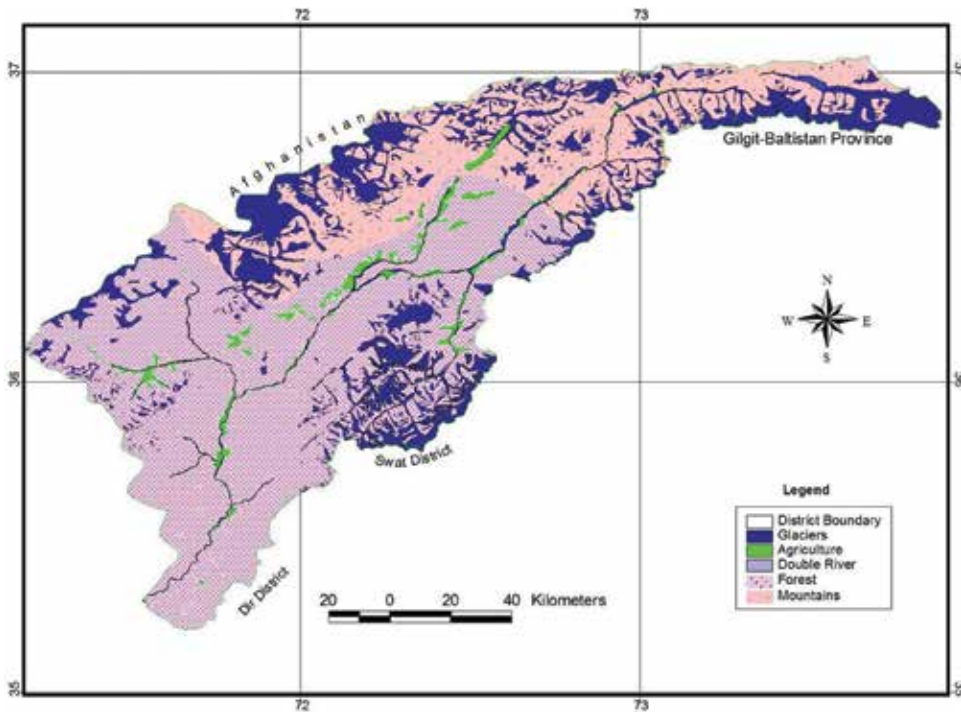 72 73
37
Afghanistan
Gilgit-Baltistan Province
N
W E
S
36
Swat District
Dir District
Legend
District Boundary
Glaciers
Agriculture
Double River
Forest
Mountains
20 0 20 40 Kilometers
35
72 73